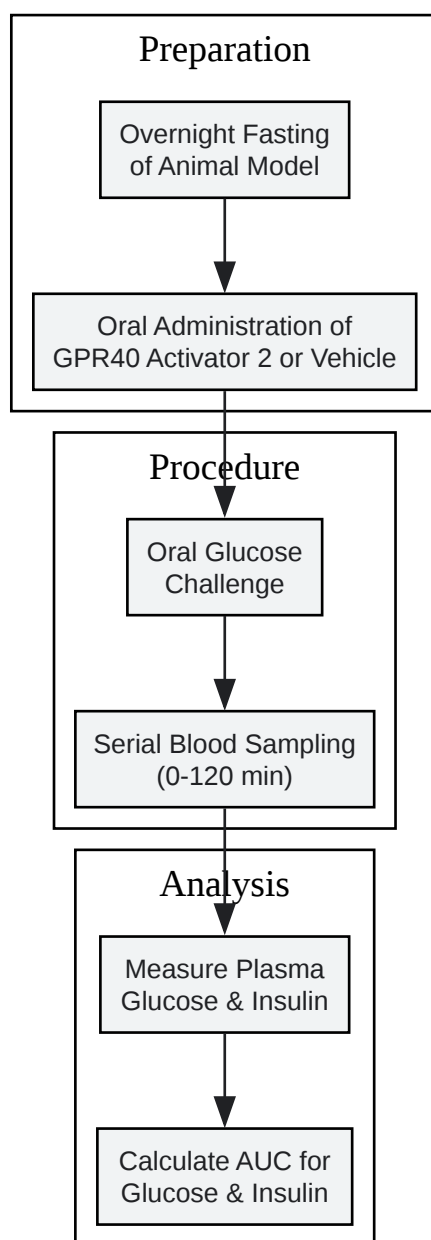 Preparation
Overnight Fasting
of Animal Model
Oral Administration of
GPR40 Activator 2 or Vehicle
Procedure
Oral Glucose
Challenge
Serial Blood Sampling
(0-120 min)
Analysis
Measure Plasma
Glucose & Insulin
Calculate AUC for
Glucose & Insulin